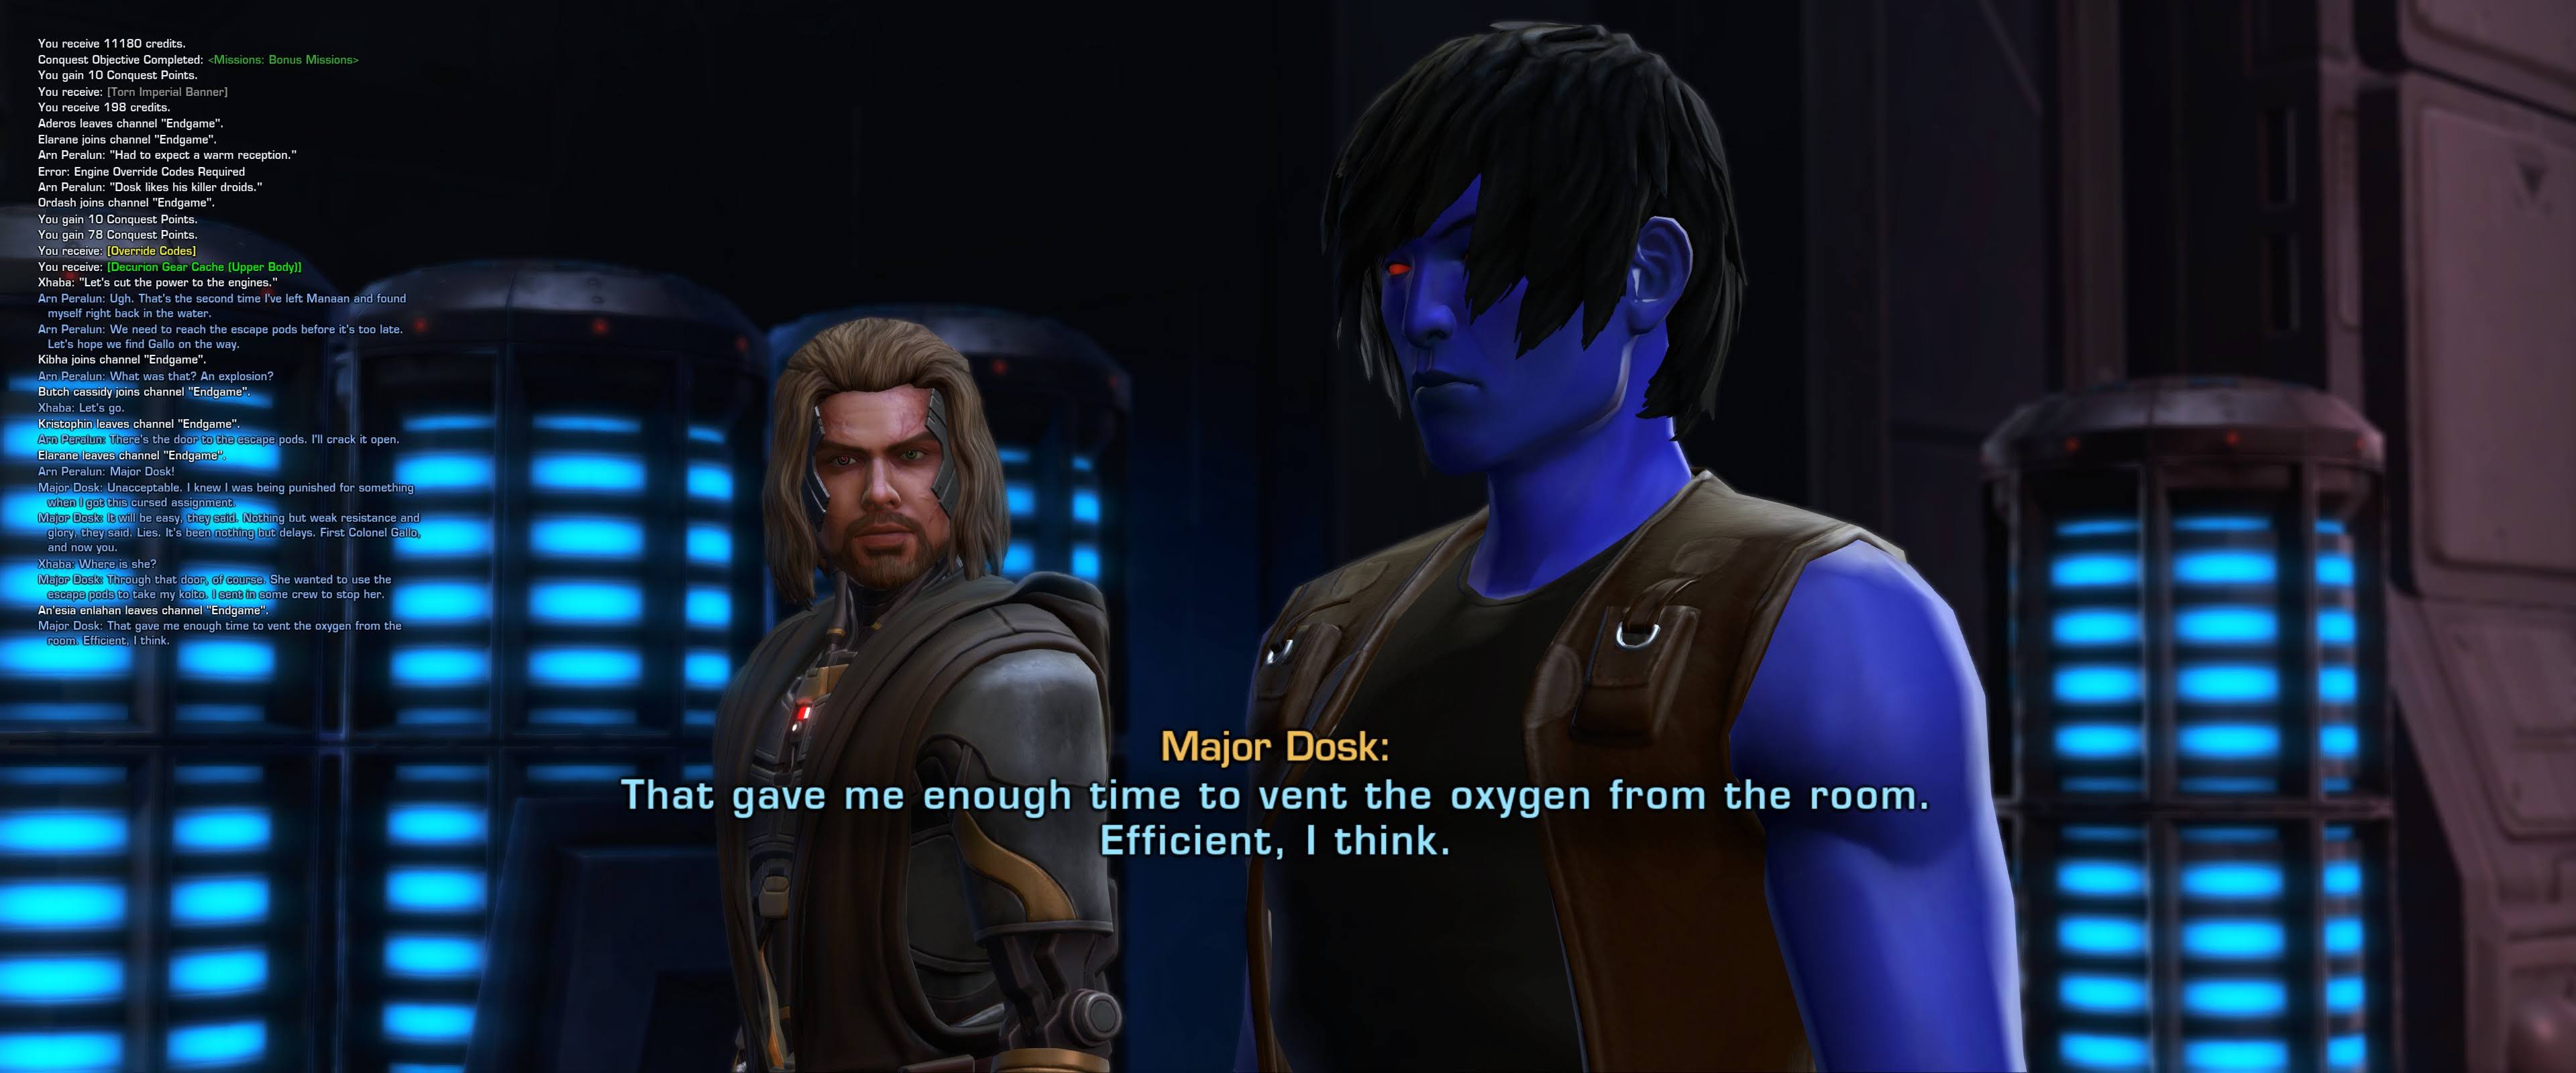 You receive 11180 credits.
Conquest Objective Completed: <Missions: Bonus Missions>
You gain 10 Conquest Points.
You receive: [Torn Imperial Banner]
You receive 198 credits.
Aderos leaves channel "Endgame".
Elarane joins channel "Endgame".
Arn Peralun: "Had to expect a warm reception."
Error: Engine Override Codes Required
Arn Peralun: "Dosk likes his killer droids."
Ordash joins channel "Endgame".
You gain 10 Conquest Points.
You gain 78 Conquest Points.
You receive: [Override Codes]
You receive: [Decurion Gear Cache (Upper Body)]
Xhaba: "Let's cut the power to the engines."
Arn Peralun: Ugh. That's the second time I've left Manaan and found
myself right back in the water.
Arn Peralun: We need to reach the escape pods before it's too late.
Let's hope we find Gallo on the way.
Kibha joins channel "Endgame".
Arn Peralun: What was that? An explosion?
Butch cassidy joins channel "Endgame".
Xhaba: Let's go.
Kristophin leaves channel "Endgame".
Arn Peralun: There's the door to the escape pods. I'll crack it open.
Elarane leaves channel "Endgame".
Arn Peralun: Major Dosk!
Major Dosk: Unacceptable. I knew I was being punished for something
when I got this cursed assignment.
Major Dosk: It will be easy, they said. Nothing but weak resistance and
glory, they said. Lies. It's been nothing but delays. First Colonel Gallo,
and now you.
Xhaba: Where is she?
Major Dosk: Through that door, of course. She wanted to use the
escape pods to take my kolto. I sent in some crew to stop her.
An'esia enlahan leaves channel "Endgame".
Major Dosk: That gave me enough time to vent the oxygen from the
room. Efficient, I think.
Major Dosk:
That gave me enough time to vent the oxygen from the room.
Efficient, I think.